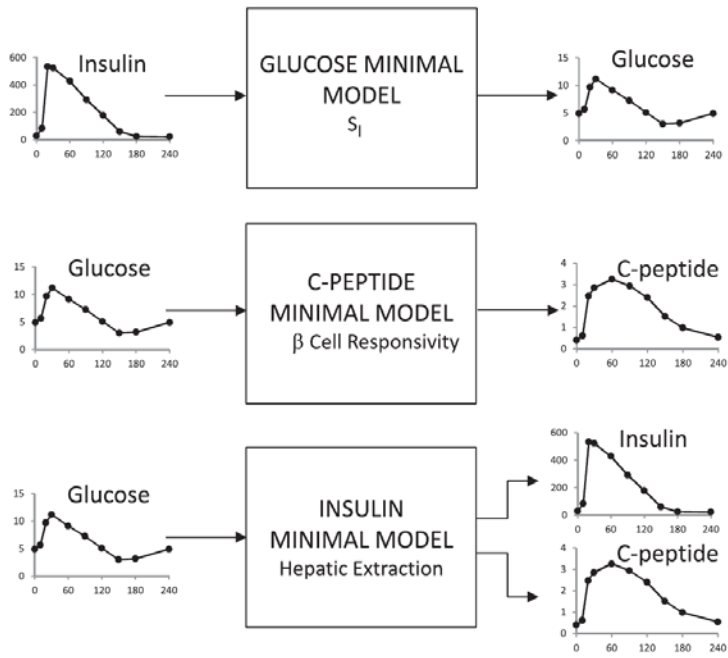 Insulin
600
400
200
0
0 60 120 180 240
GLUCOSE MINIMAL
MODEL
S_I
Glucose
15
10
5
0
0 60 120 180 240
Glucose
15
10
5
0
0 60 120 180 240
C-PEPTIDE
MINIMAL MODEL
β Cell Responsivity
C-peptide
4
3
2
1
0
0 60 120 180 240
Glucose
15
10
5
0
0 60 120 180 240
INSULIN
MINIMAL MODEL
Hepatic Extraction
Insulin
600
400
200
0
0 60 120 180 240
C-peptide
4
3
2
1
0
0 60 120 180 240